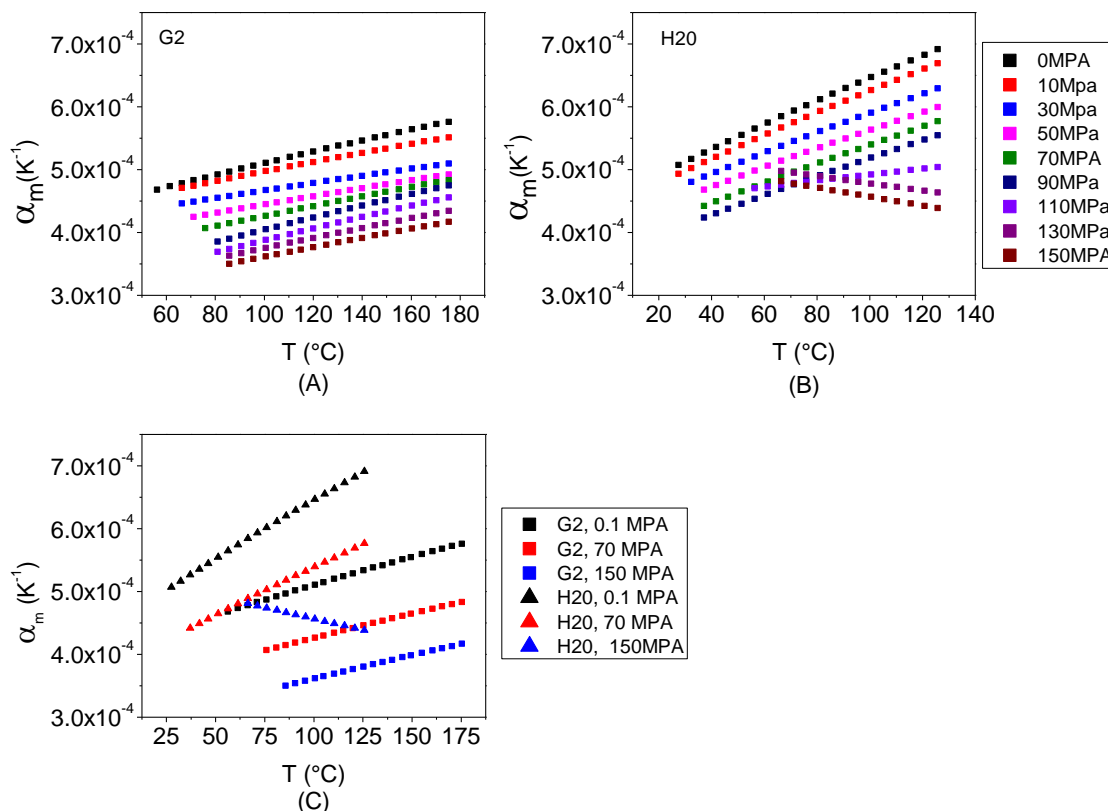 G2
7.0x10⁻⁴
6.0x10⁻⁴
5.0x10⁻⁴
4.0x10⁻⁴
3.0x10⁻⁴
αm(K⁻¹)
60 80 100 120 140 160 180
T (°C)
(A)
H20
7.0x10⁻⁴
6.0x10⁻⁴
5.0x10⁻⁴
4.0x10⁻⁴
3.0x10⁻⁴
αm(K⁻¹)
20 40 60 80 100 120 140
T (°C)
(B)
0MPA
10Mpa
30Mpa
50MPa
70MPA
90MPa
110MPa
130MPa
150MPA
7.0x10⁻⁴
6.0x10⁻⁴
5.0x10⁻⁴
4.0x10⁻⁴
3.0x10⁻⁴
αm (K⁻¹)
25 50 75 100 125 150 175
T (°C)
(C)
G2, 0.1 MPA
G2, 70 MPA
G2, 150 MPA
H20, 0.1 MPA
H20, 70 MPA
H20, 150MPA